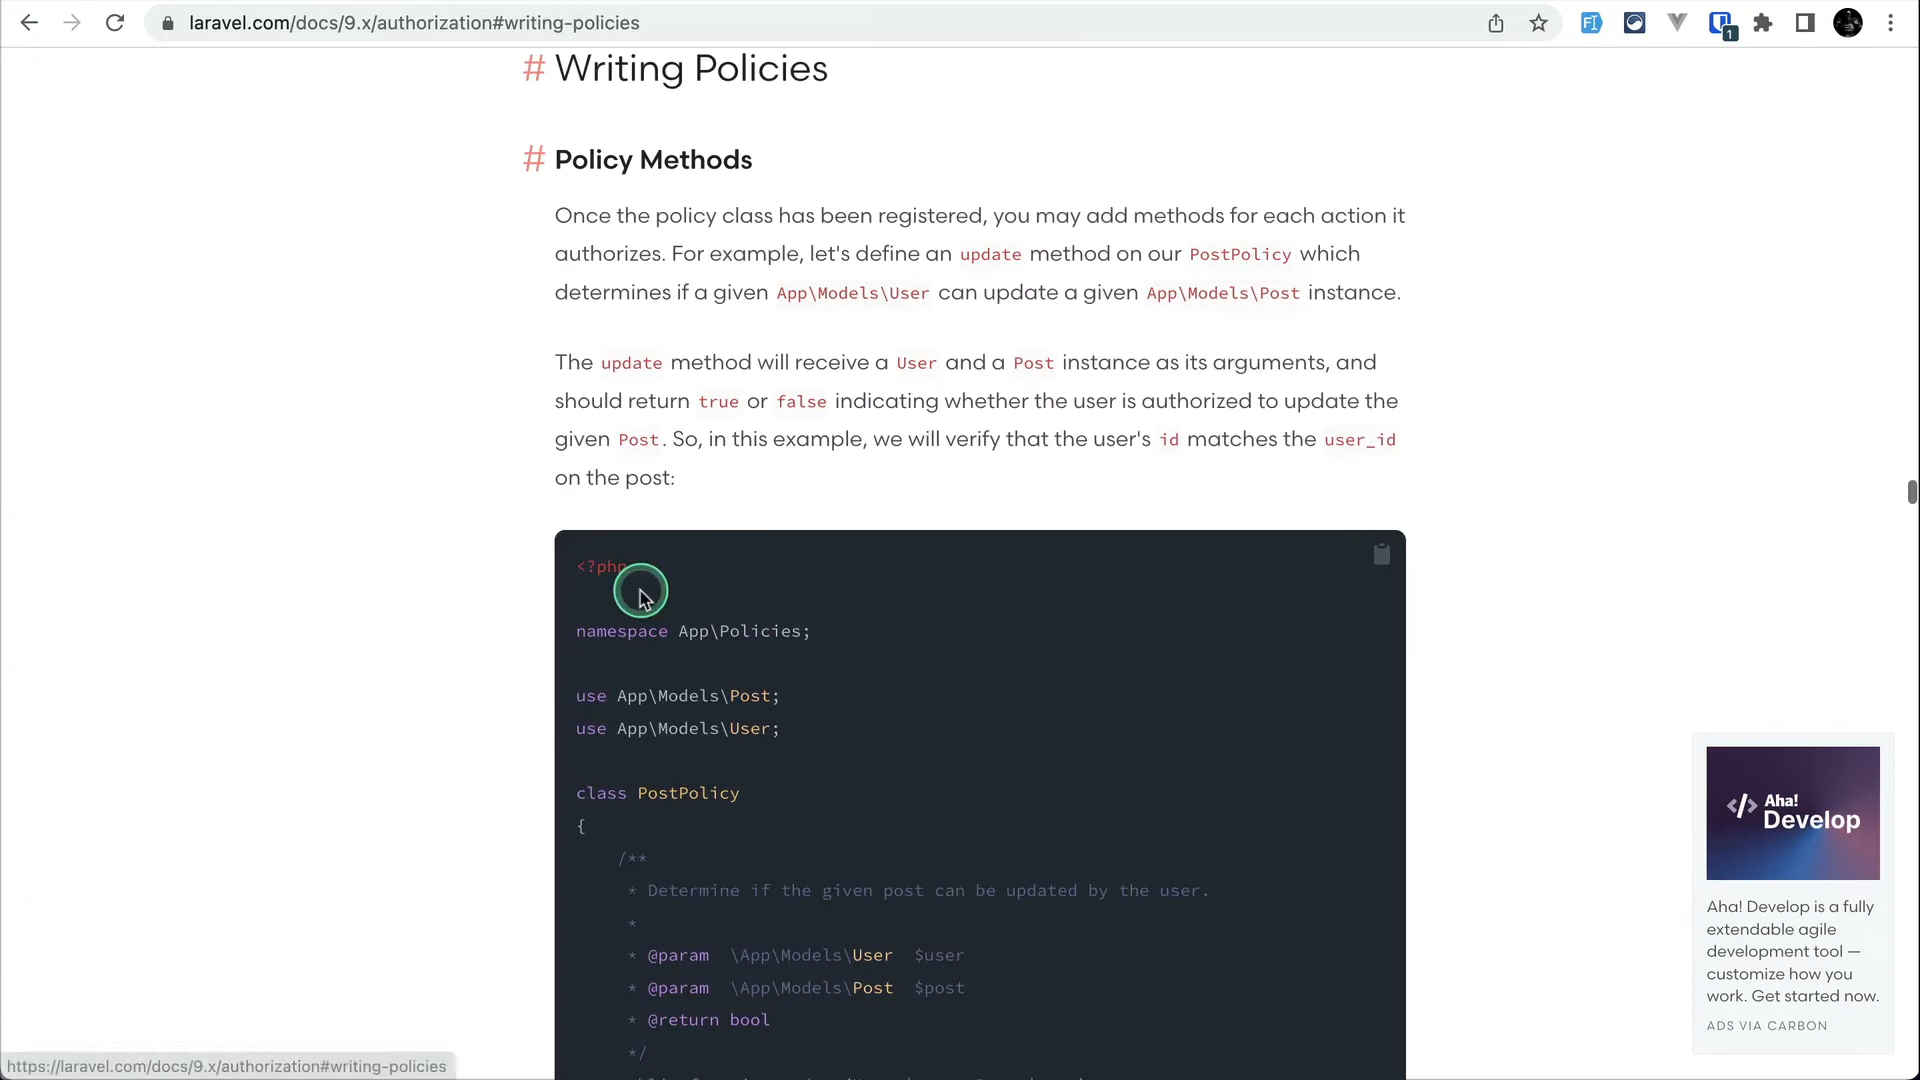 laravel.com/docs/9.x/authorization#writing-policies
1
# Writing Policies
# Policy Methods
Once the policy class has been registered, you may add methods for each action it
authorizes. For example, let's define an update method on our PostPolicy which
determines if a given App\Models\User can update a given App\Models\Post instance.
The update method will receive a User and a Post instance as its arguments, and
should return true or false indicating whether the user is authorized to update the
given Post. So, in this example, we will verify that the user's id matches the user_id
on the post:
<?php
namespace App\Policies;
use App\Models\Post;
use App\Models\User;
class PostPolicy
{
/**
* Determine if the given post can be updated by the user.
*
* @param \App\Models\User $user
* @param \App\Models\Post $post
* @return bool
*/
</> Aha!
Develop
Aha! Develop is a fully
extendable agile
development tool —
customize how you
work. Get started now.
ADS VIA CARBON
https://laravel.com/docs/9.x/authorization#writing-policies